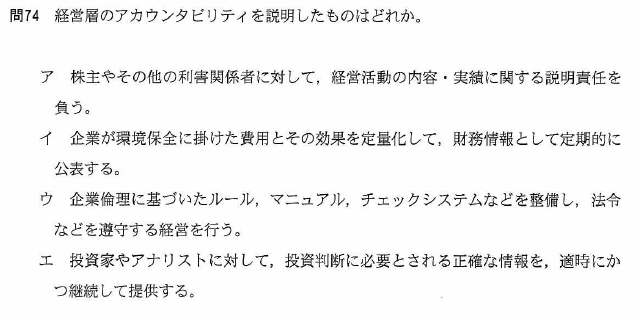 問74 経営層のアカウンタビリティを説明したものはどれか。
ア 株主やその他の利害関係者に対して，経営活動の内容・実績に関する説明責任を
負う。
イ 企業が環境保全に掛けた費用とその効果を定量化して，財務情報として定期的に
公表する。
ウ 企業倫理に基づいたルール，マニュアル，チェックシステムなどを整備し，法令
などを遵守する経営を行う。
エ 投資家やアナリストに対して，投資判断に必要とされる正確な情報を，適時にか
つ継続して提供する。